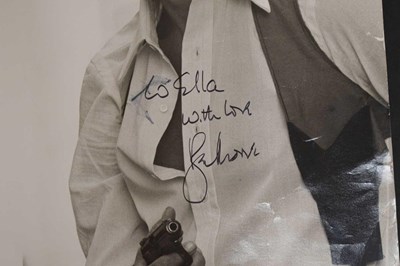 to Ella
with love